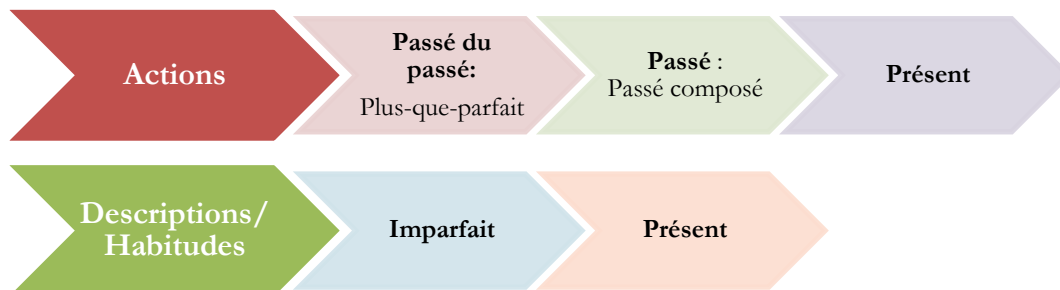 Actions
Passé du
passé:
Plus-que-parfait
Passé :
Passé composé
Présent
Descriptions/
Habitudes
Imparfait
Présent